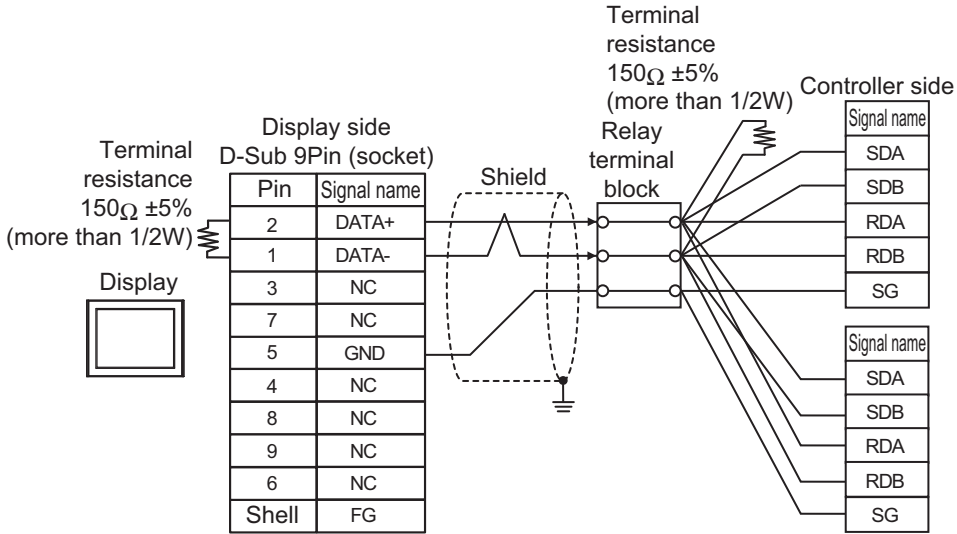 Terminal
resistance
150Ω ±5%
(more than 1/2W)
Controller side
Signal name
SDA
SDB
RDA
RDB
SG
Relay
terminal
block
Shield
Display side
D-Sub 9Pin (socket)
Terminal
resistance
150Ω ±5%
(more than 1/2W)
Display
Pin Signal name
2 DATA+
1 DATA-
3 NC
7 NC
5 GND
4 NC
8 NC
9 NC
6 NC
Shell FG
Signal name
SDA
SDB
RDA
RDB
SG